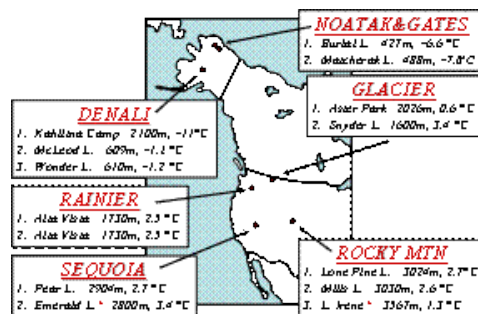 NOATAK&GATES
1. Burial L. 427m, -6.6°C
2. Matcharak L. 488m, -7.0°C
GLACIER
1. Aster Park 2026m, 0.6°C
2. Snyder L. 1600m, 3.4°C
DENALI
1. Kahiltna Camp 2100m, -11°C
2. McLeod L. 609m, -1.1°C
3. Wonder L. 610m, -1.2°C
RAINIER
1. Alta Vista 1730m, 2.3°C
2. Alta Vista 1730m, 2.3°C
SEQUOIA
1. Pear L. 2904m, 2.7°C
2. Emerald L.* 2800m, 3.4°C
ROCKY MTN
1. Lone Pine L. 3024m, 2.7°C
2. Mills L. 3030m, 2.6°C
3. L. Irene* 3367m, 1.3°C